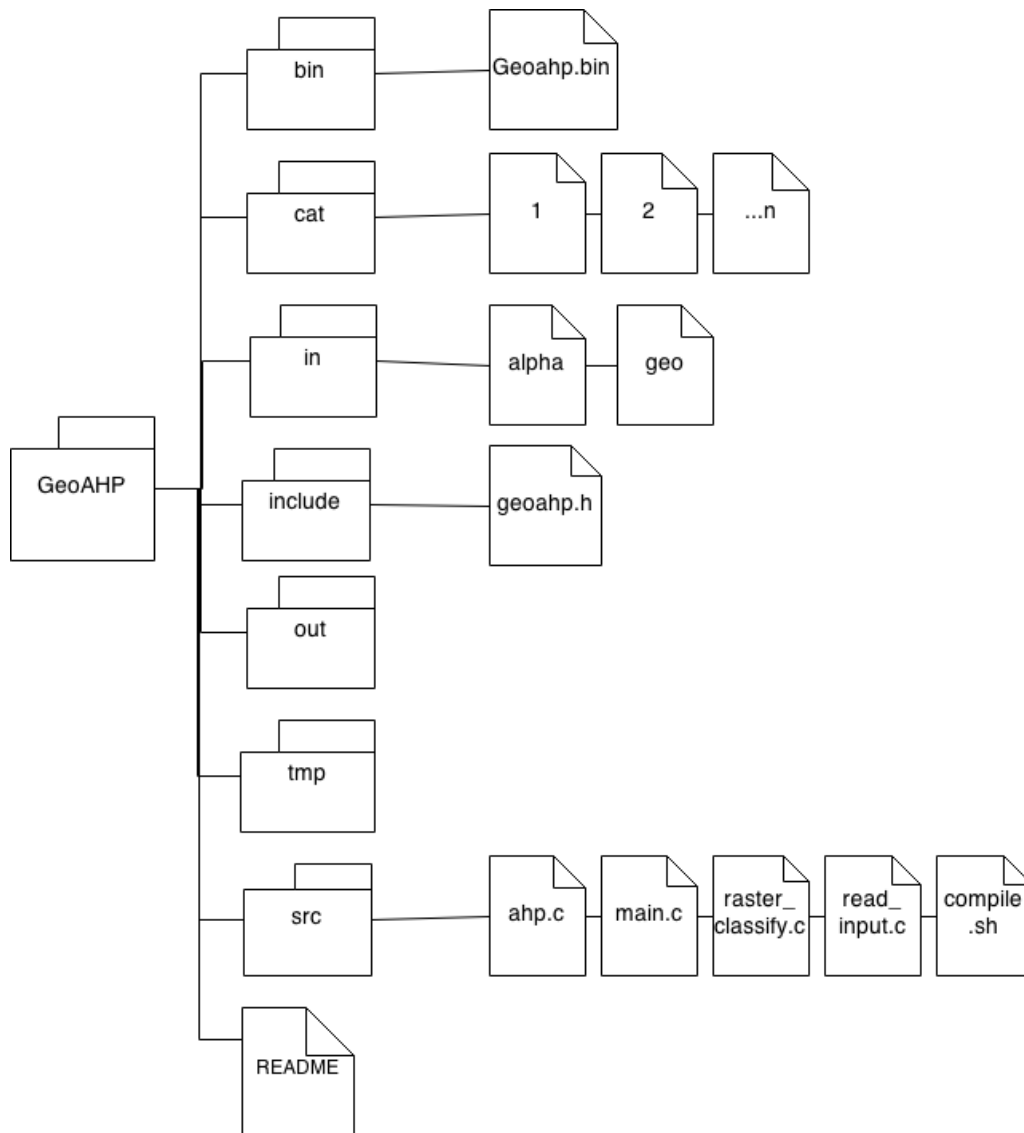 bin
Geoahp.bin
cat
1
2
...n
in
alpha
geo
GeoAHP
include
geoahp.h
out
tmp
src
ahp.c
main.c
raster_
classify.c
read_
input.c
compile
.sh
README